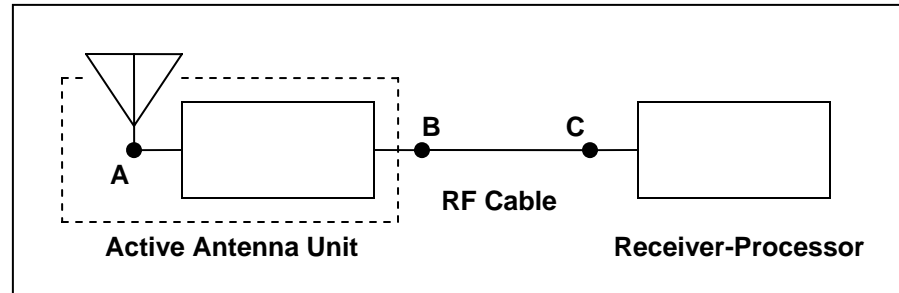 A
B
C
RF Cable
Active Antenna Unit
Receiver-Processor